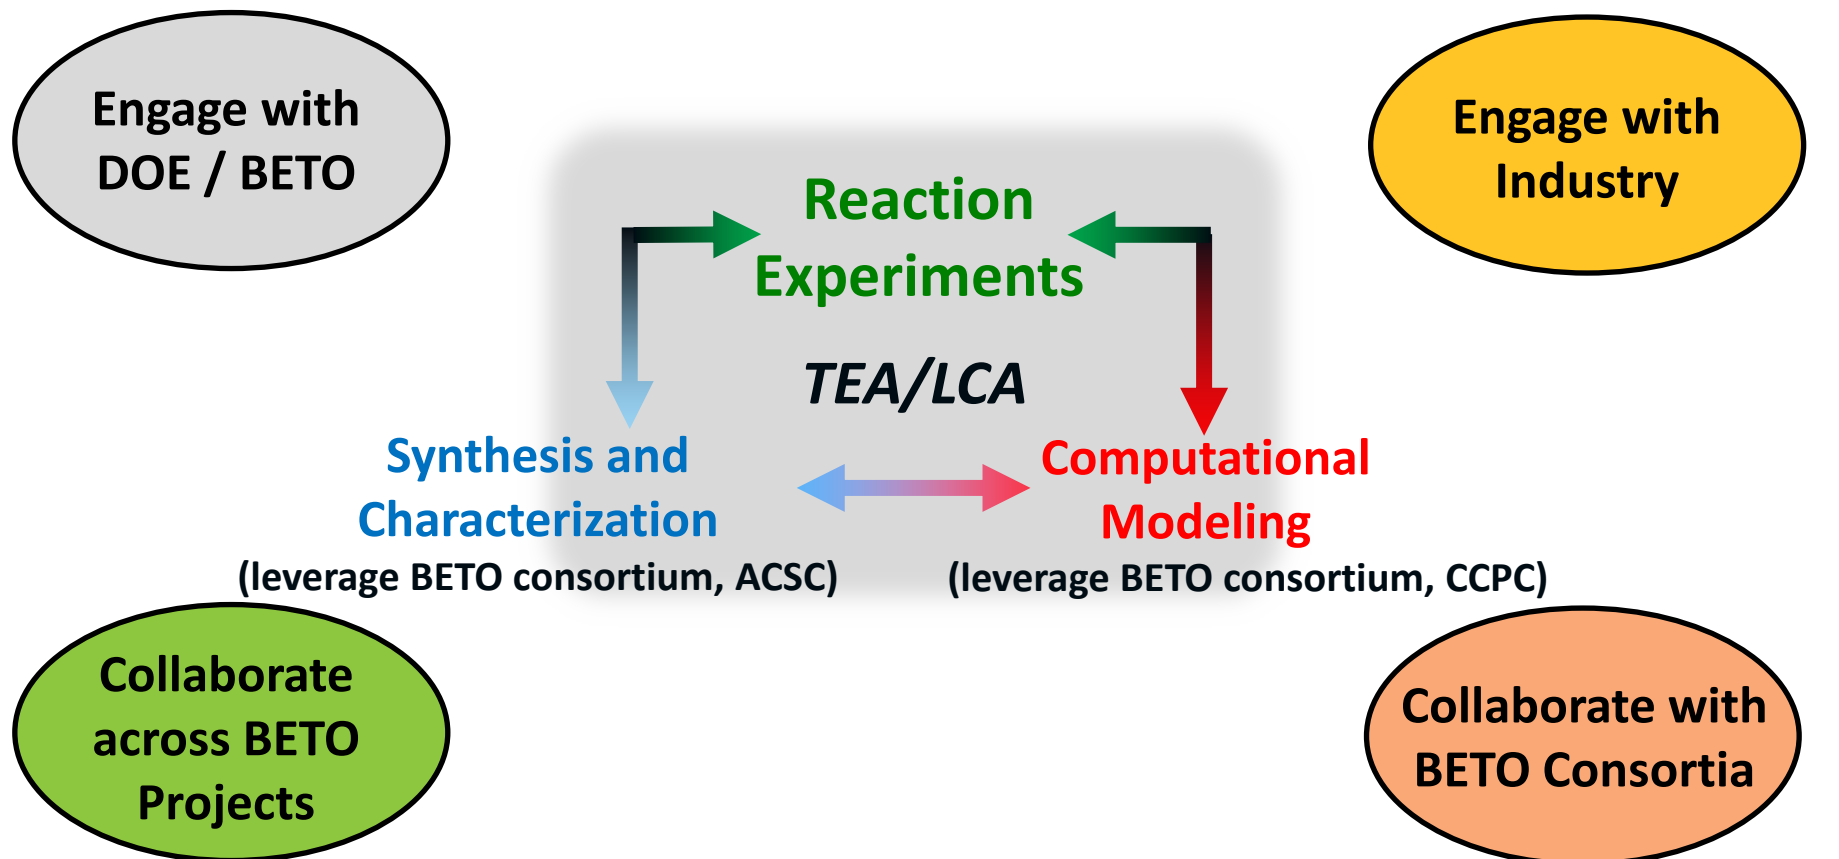 Engage with
DOE / BETO
Engage with
Industry
Reaction
Experiments
TEA/LCA
Synthesis and
Characterization
(leverage BETO consortium, ACSC)
Computational
Modeling
(leverage BETO consortium, CCPC)
Collaborate
across BETO
Projects
Collaborate with
BETO Consortia